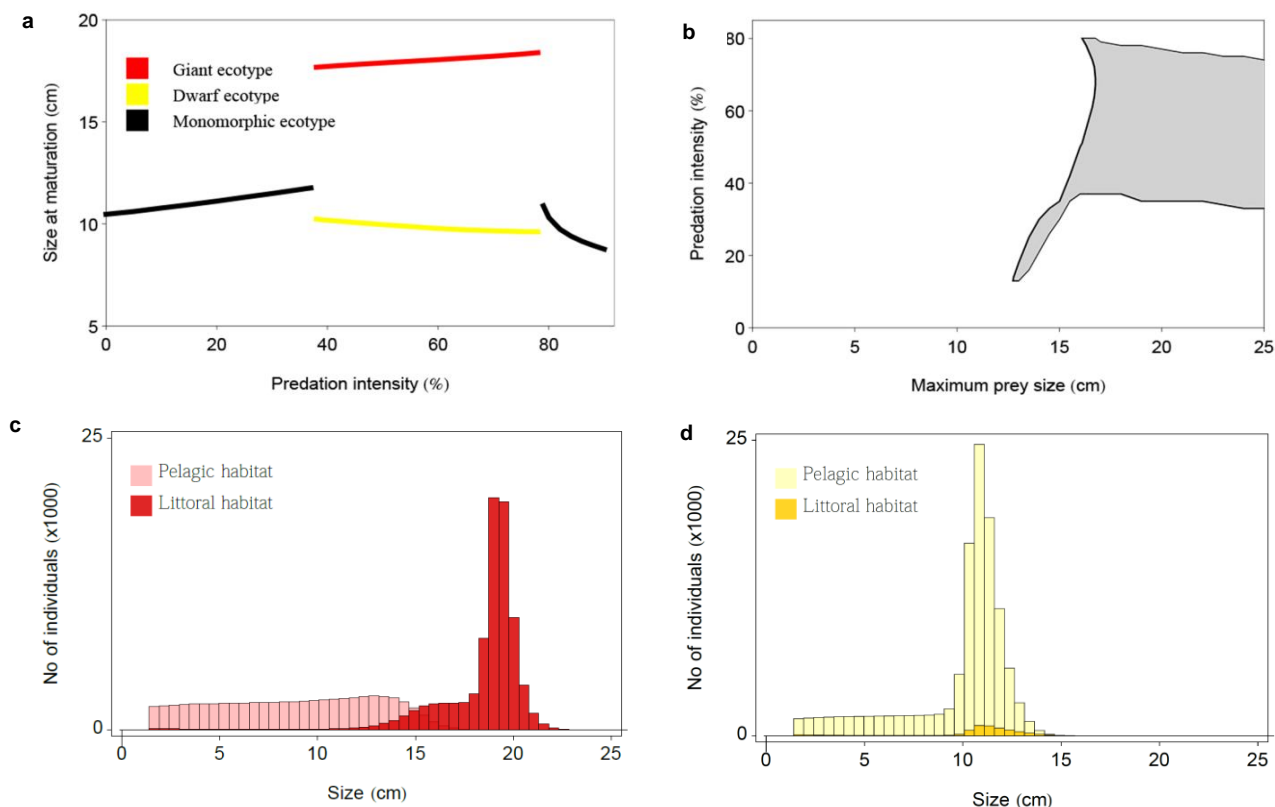 a
20
15
10
5
Size at maturation (cm)
Giant ecotype
Dwarf ecotype
Monomorphic ecotype
0 20 40 60 80
Predation intensity (%)
b
80
60
40
20
0
Predation intensity (%)
0 5 10 15 20 25
Maximum prey size (cm)
c
25
0
No of individuals (x1000)
Pelagic habitat
Littoral habitat
0 5 10 15 20 25
Size (cm)
d
25
0
No of individuals (x1000)
Pelagic habitat
Littoral habitat
0 5 10 15 20 25
Size (cm)